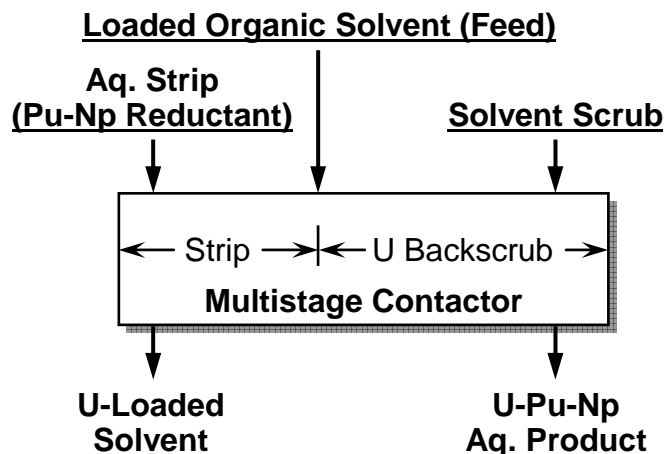 Loaded Organic Solvent (Feed)
Aq. Strip
(Pu-Np Reductant)
Solvent Scrub
Strip
U Backscrub
Multistage Contactor
U-Loaded
Solvent
U-Pu-Np
Aq. Product